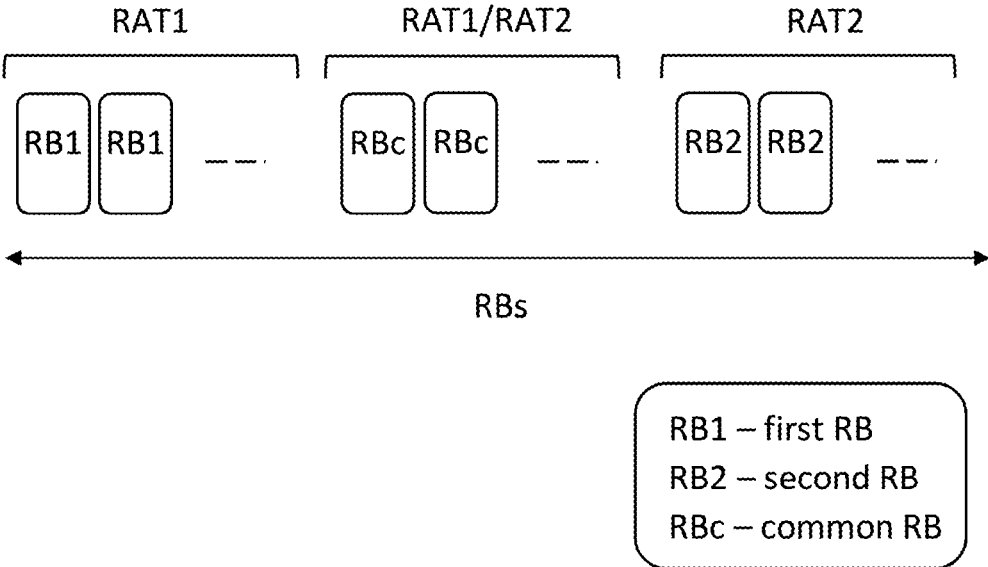 RAT1 RAT1/RAT2 RAT2
RB1 RB1 RBc RBc RB2 RB2
RBs
RB1 – first RB
RB2 – second RB
RBc – common RB